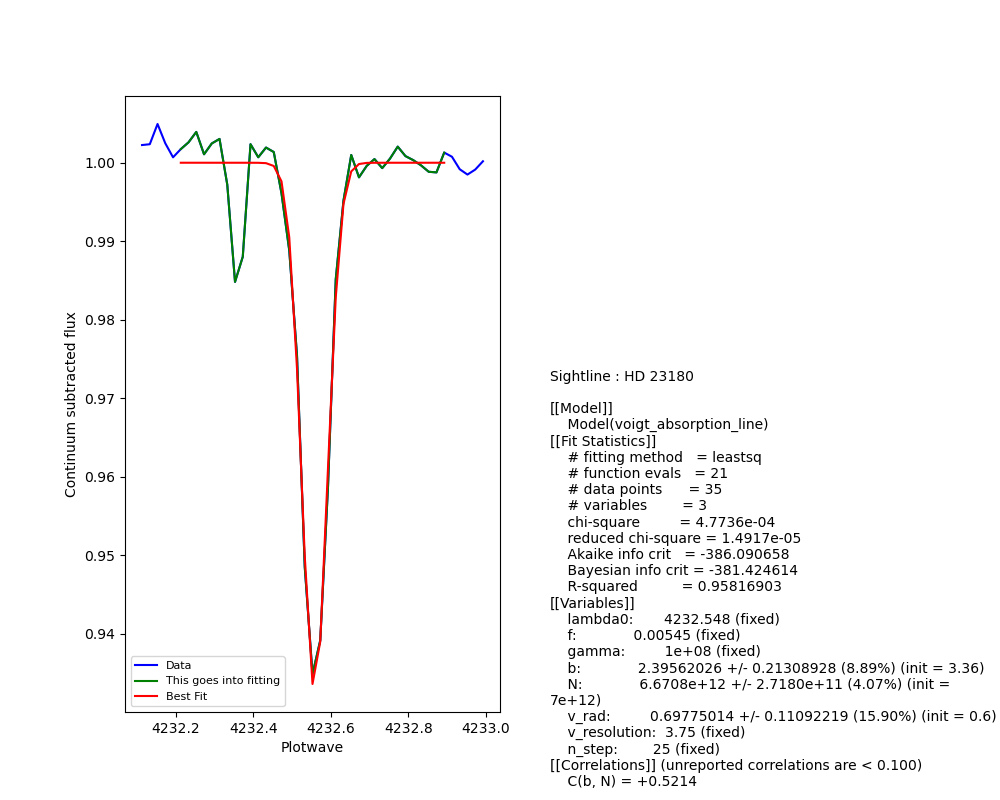 1.00
0.99
0.98
0.97
0.96
0.95
0.94
Continuum subtracted flux
Data
This goes into fitting
Best Fit
4232.2 4232.4 4232.6 4232.8 4233.0
Plotwave
Sightline : HD 23180
[[Model]]
Model(voigt_absorption_line)
[[Fit Statistics]]
# fitting method = leastsq
# function evals = 21
# data points = 35
# variables = 3
chi-square = 4.7736e-04
reduced chi-square = 1.4917e-05
Akaike info crit = -386.090658
Bayesian info crit = -381.424614
R-squared = 0.95816903
[[Variables]]
lambda0: 4232.548 (fixed)
f: 0.00545 (fixed)
gamma: 1e+08 (fixed)
b: 2.39562026 +/- 0.21308928 (8.89%) (init = 3.36)
N: 6.6708e+12 +/- 2.7180e+11 (4.07%) (init =
7e+12)
v_rad: 0.69775014 +/- 0.11092219 (15.90%) (init = 0.6)
v_resolution: 3.75 (fixed)
n_step: 25 (fixed)
[[Correlations]] (unreported correlations are < 0.100)
C(b, N) = +0.5214